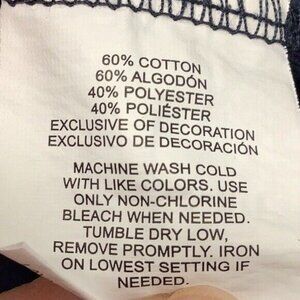 60% COTTON
60% ALGODÓN
40% POLYESTER
40% POLIÉSTER
EXCLUSIVE OF DECORATION
EXCLUSIVO DE DECORACIÓN
MACHINE WASH COLD
WITH LIKE COLORS. USE
ONLY NON-CHLORINE
BLEACH WHEN NEEDED.
TUMBLE DRY LOW,
REMOVE PROMPTLY. IRON
ON LOWEST SETTING IF
NEEDED.